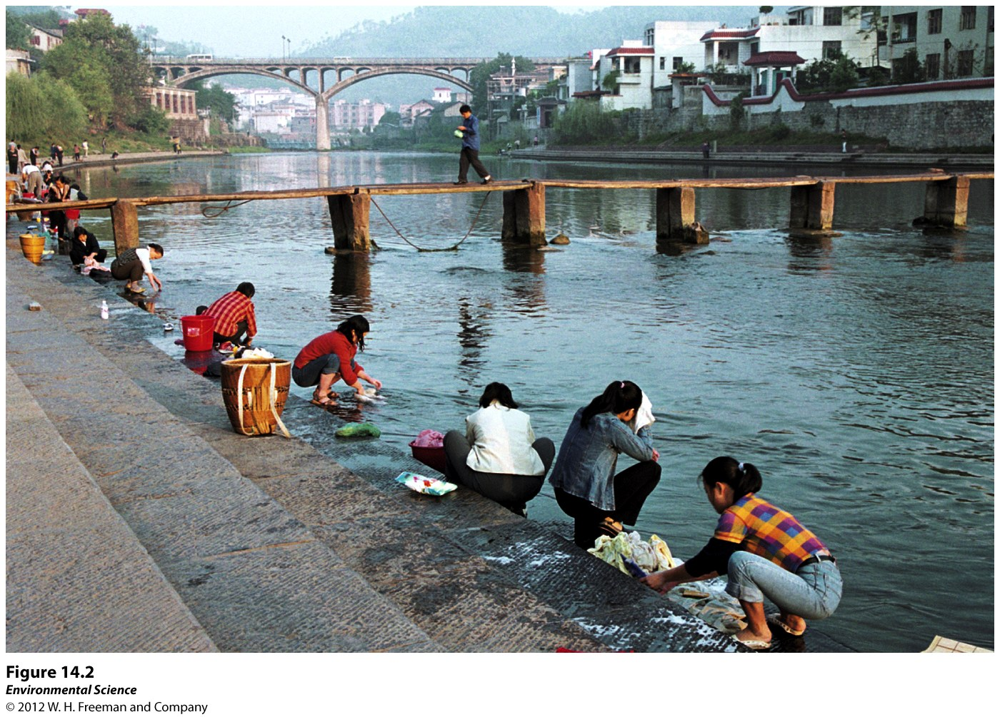 Figure 14.2
Environmental Science
© 2012 W. H. Freeman and Company